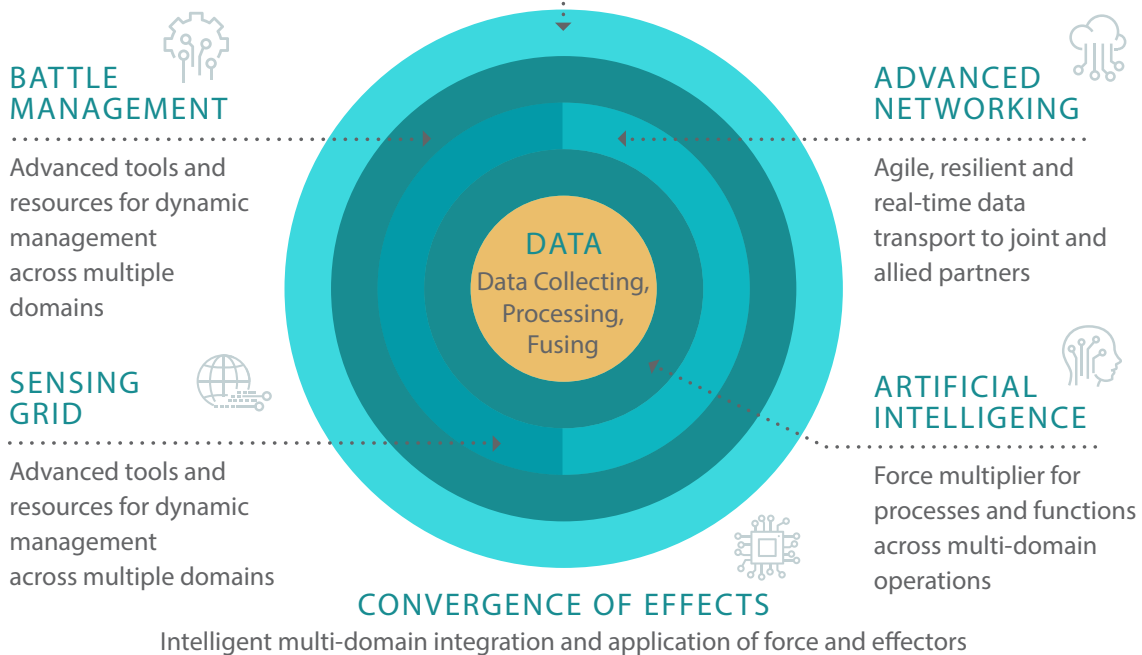 BATTLE
MANAGEMENT
Advanced tools and
resources for dynamic
management
across multiple
domains
SENSING
GRID
Advanced tools and
resources for dynamic
management
across multiple domains
DATA
Data Collecting,
Processing,
Fusing
ADVANCED
NETWORKING
Agile, resilient and
real-time data
transport to joint and
allied partners
ARTIFICIAL
INTELLIGENCE
Force multiplier for
processes and functions
across multi-domain
operations
CONVERGENCE OF EFFECTS
Intelligent multi-domain integration and application of force and effectors